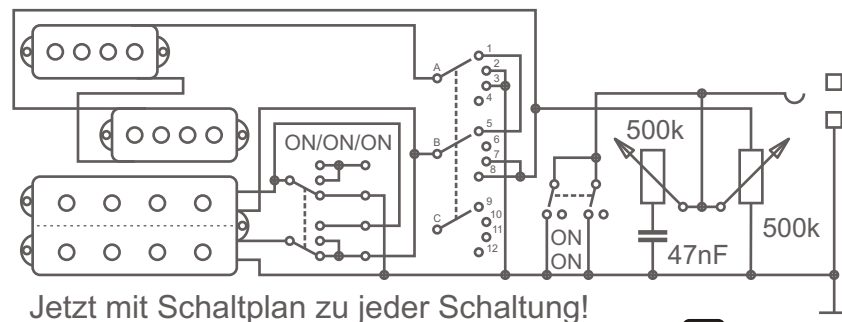 1
A
2
3
4
5
B
6
7
8
9
C
10
11
12
ON/ON/ON
500k
500k
47nF
ON
ON
Jetzt mit Schaltplan zu jeder Schaltung!